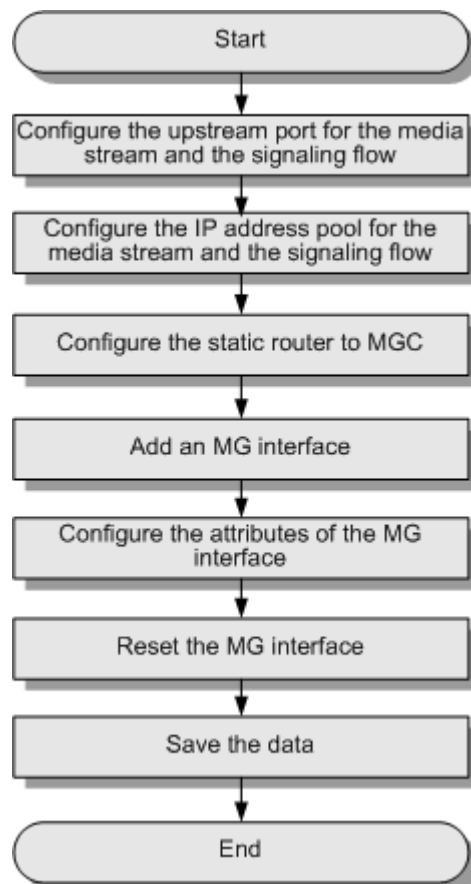 Start
Configure the upstream port for the media
stream and the signaling flow
Configure the IP address pool for the
media stream and the signaling flow
Configure the static router to MGC
Add an MG interface
Configure the attributes of the MG
interface
Reset the MG interface
Save the data
End